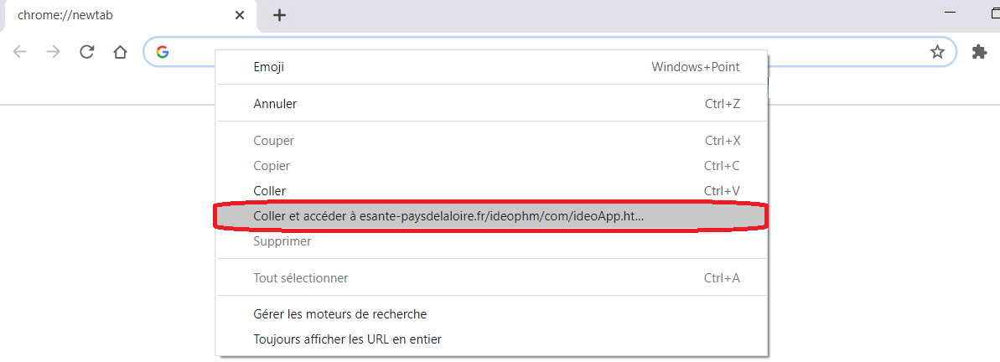 chrome://newtab
Emoji Windows+Point
Annuler Ctrl+Z
Couper Ctrl+X
Copier Ctrl+C
Coller Ctrl+V
Coller et accéder à esante-paysdelaloire.fr/ideophm/com/ideoApp.ht...
Supprimer
Tout sélectionner Ctrl+A
Gérer les moteurs de recherche
Toujours afficher les URL en entier